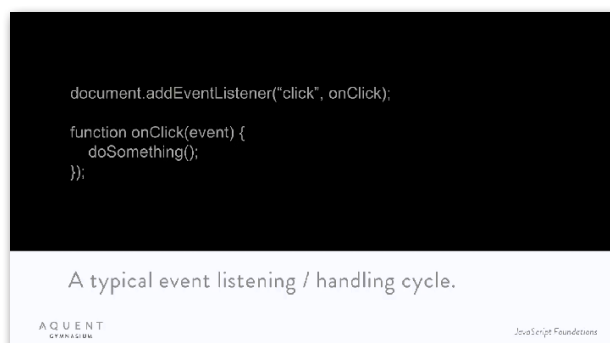 document.addEventListener("click", onClick);
function onClick(event) {
doSomething();
});
A typical event listening / handling cycle.
AQUENT
GYMNASIUM
JavaScript Foundations